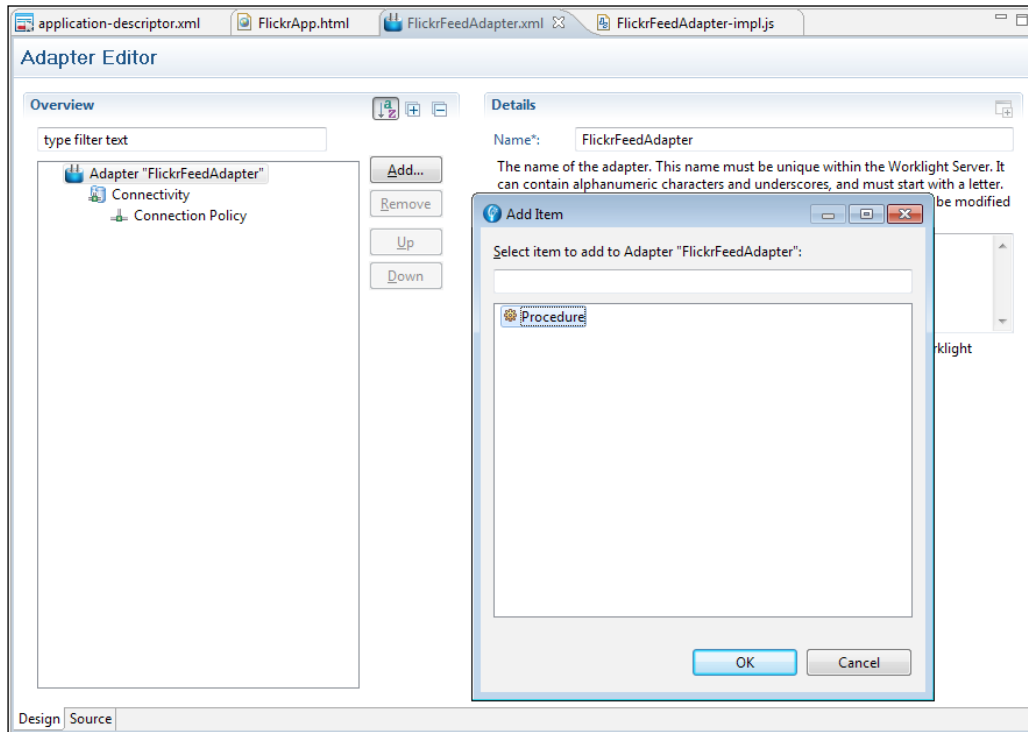 application-descriptor.xml FlickrApp.html FlickrFeedAdapter.xml FlickrFeedAdapter-impl.js
Adapter Editor
Overview
type filter text
Adapter "FlickrFeedAdapter"
Connectivity
Connection Policy
Add...
Remove
Up
Down
Details
Name*: FlickrFeedAdapter
The name of the adapter. This name must be unique within the Worklight Server. It
can contain alphanumeric characters and underscores, and must start with a letter.
be modified
rklight
Add Item
Select item to add to Adapter "FlickrFeedAdapter":
Procedure
OK Cancel
Design Source